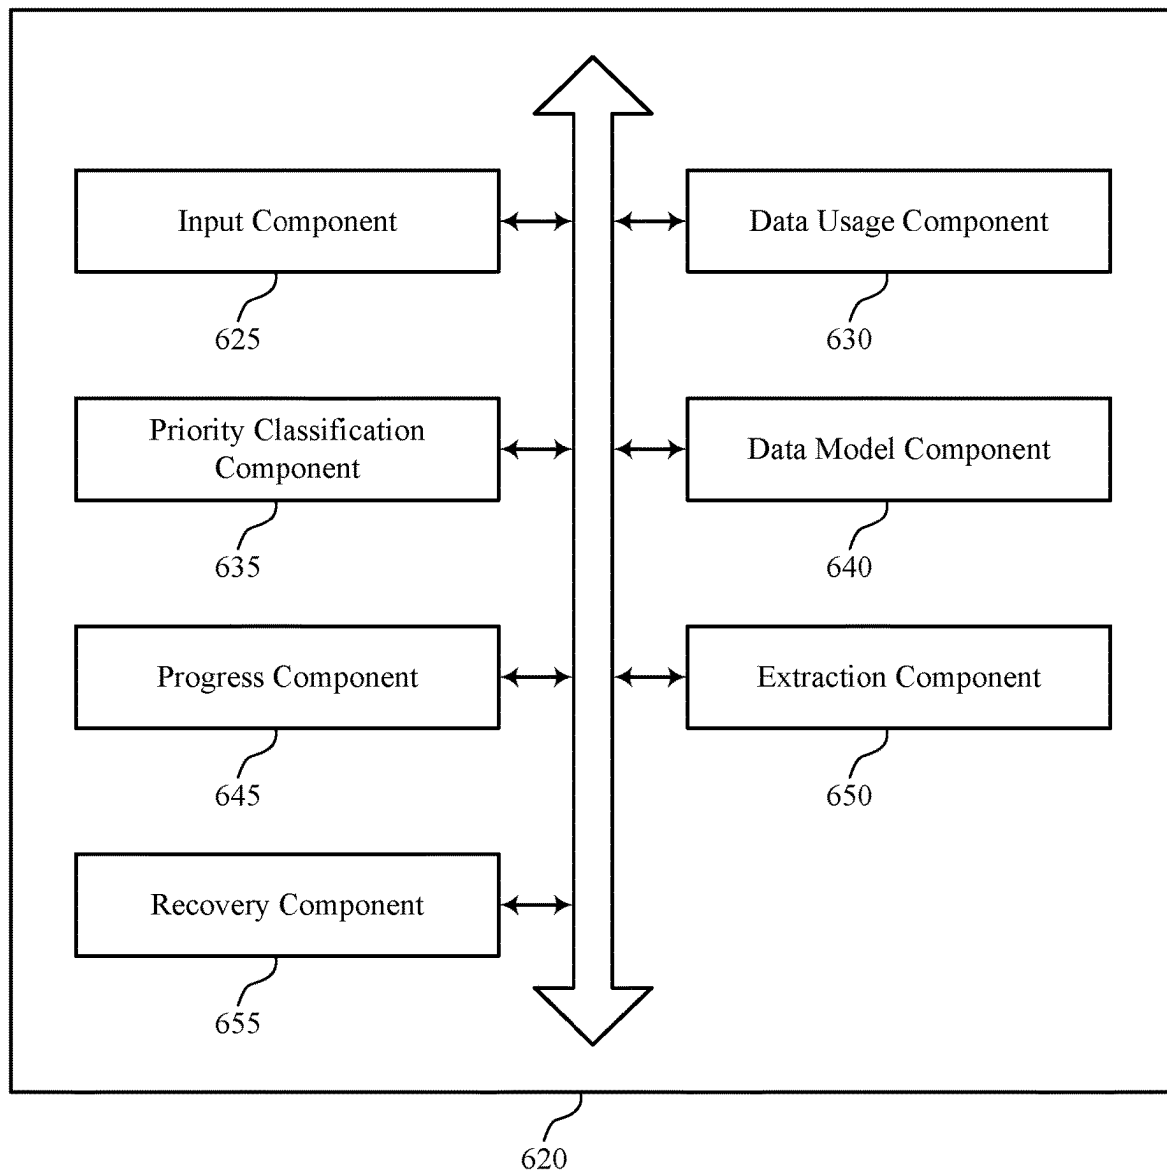 Input Component
625
Data Usage Component
630
Priority Classification
Component
635
Data Model Component
640
Progress Component
645
Extraction Component
650
Recovery Component
655
620